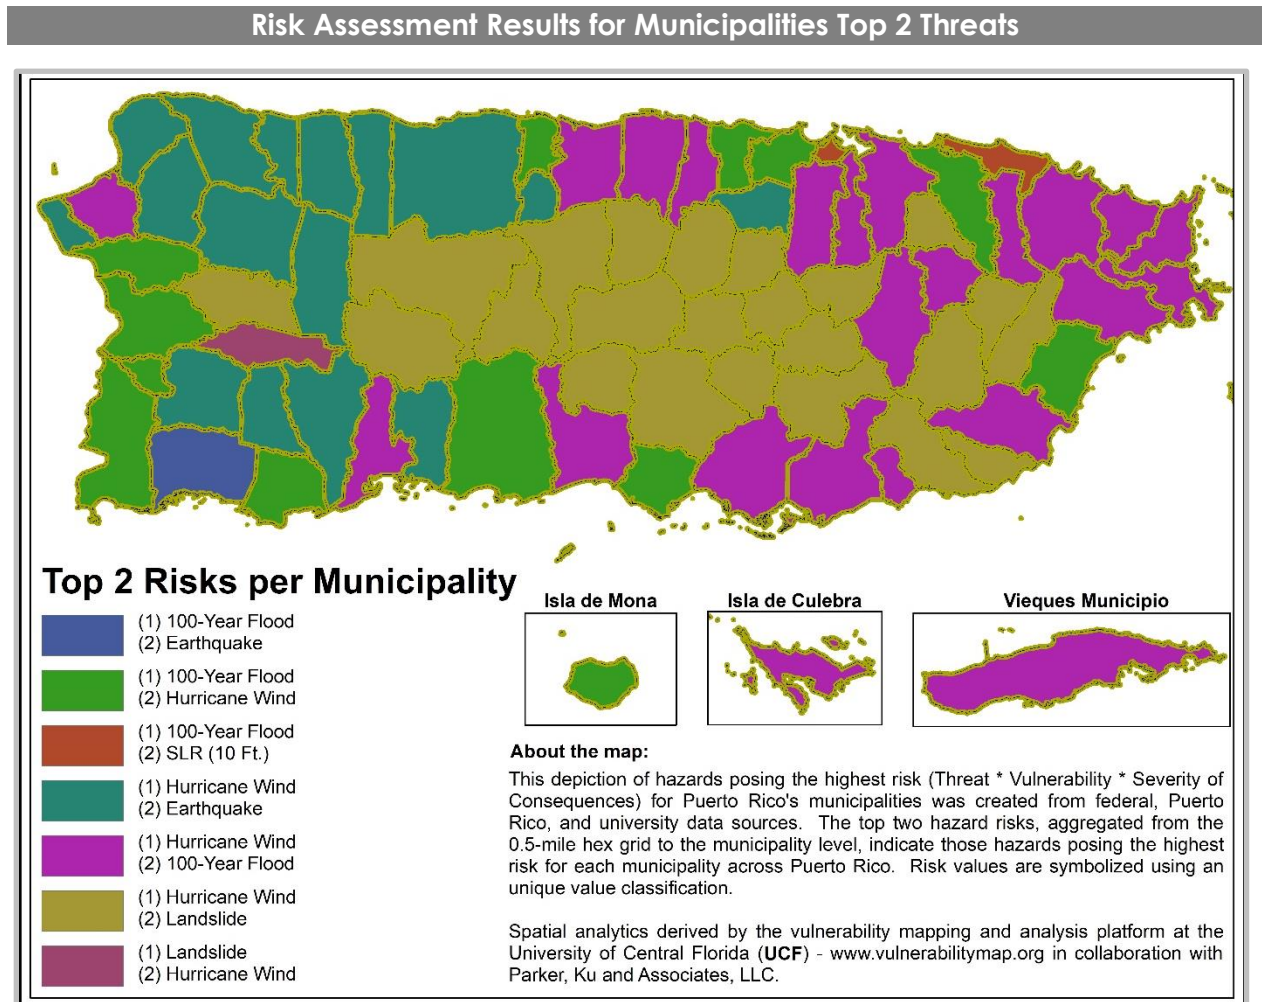 Risk Assessment Results for Municipalities Top 2 Threats
Top 2 Risks per Municipality
(1) 100-Year Flood
(2) Earthquake
(1) 100-Year Flood
(2) Hurricane Wind
(1) 100-Year Flood
(2) SLR (10 Ft.)
(1) Hurricane Wind
(2) Earthquake
(1) Hurricane Wind
(2) 100-Year Flood
(1) Hurricane Wind
(2) Landslide
(1) Landslide
(2) Hurricane Wind
Isla de Mona
Isla de Culebra
Vieques Municipio
About the map:
This depiction of hazards posing the highest risk (Threat * Vulnerability * Severity of
Consequences) for Puerto Rico's municipalities was created from federal, Puerto
Rico, and university data sources. The top two hazard risks, aggregated from the
0.5-mile hex grid to the municipality level, indicate those hazards posing the highest
risk for each municipality across Puerto Rico. Risk values are symbolized using an
unique value classification.
Spatial analytics derived by the vulnerability mapping and analysis platform at the
University of Central Florida (UCF) - www.vulnerabilitymap.org in collaboration with
Parker, Ku and Associates, LLC.